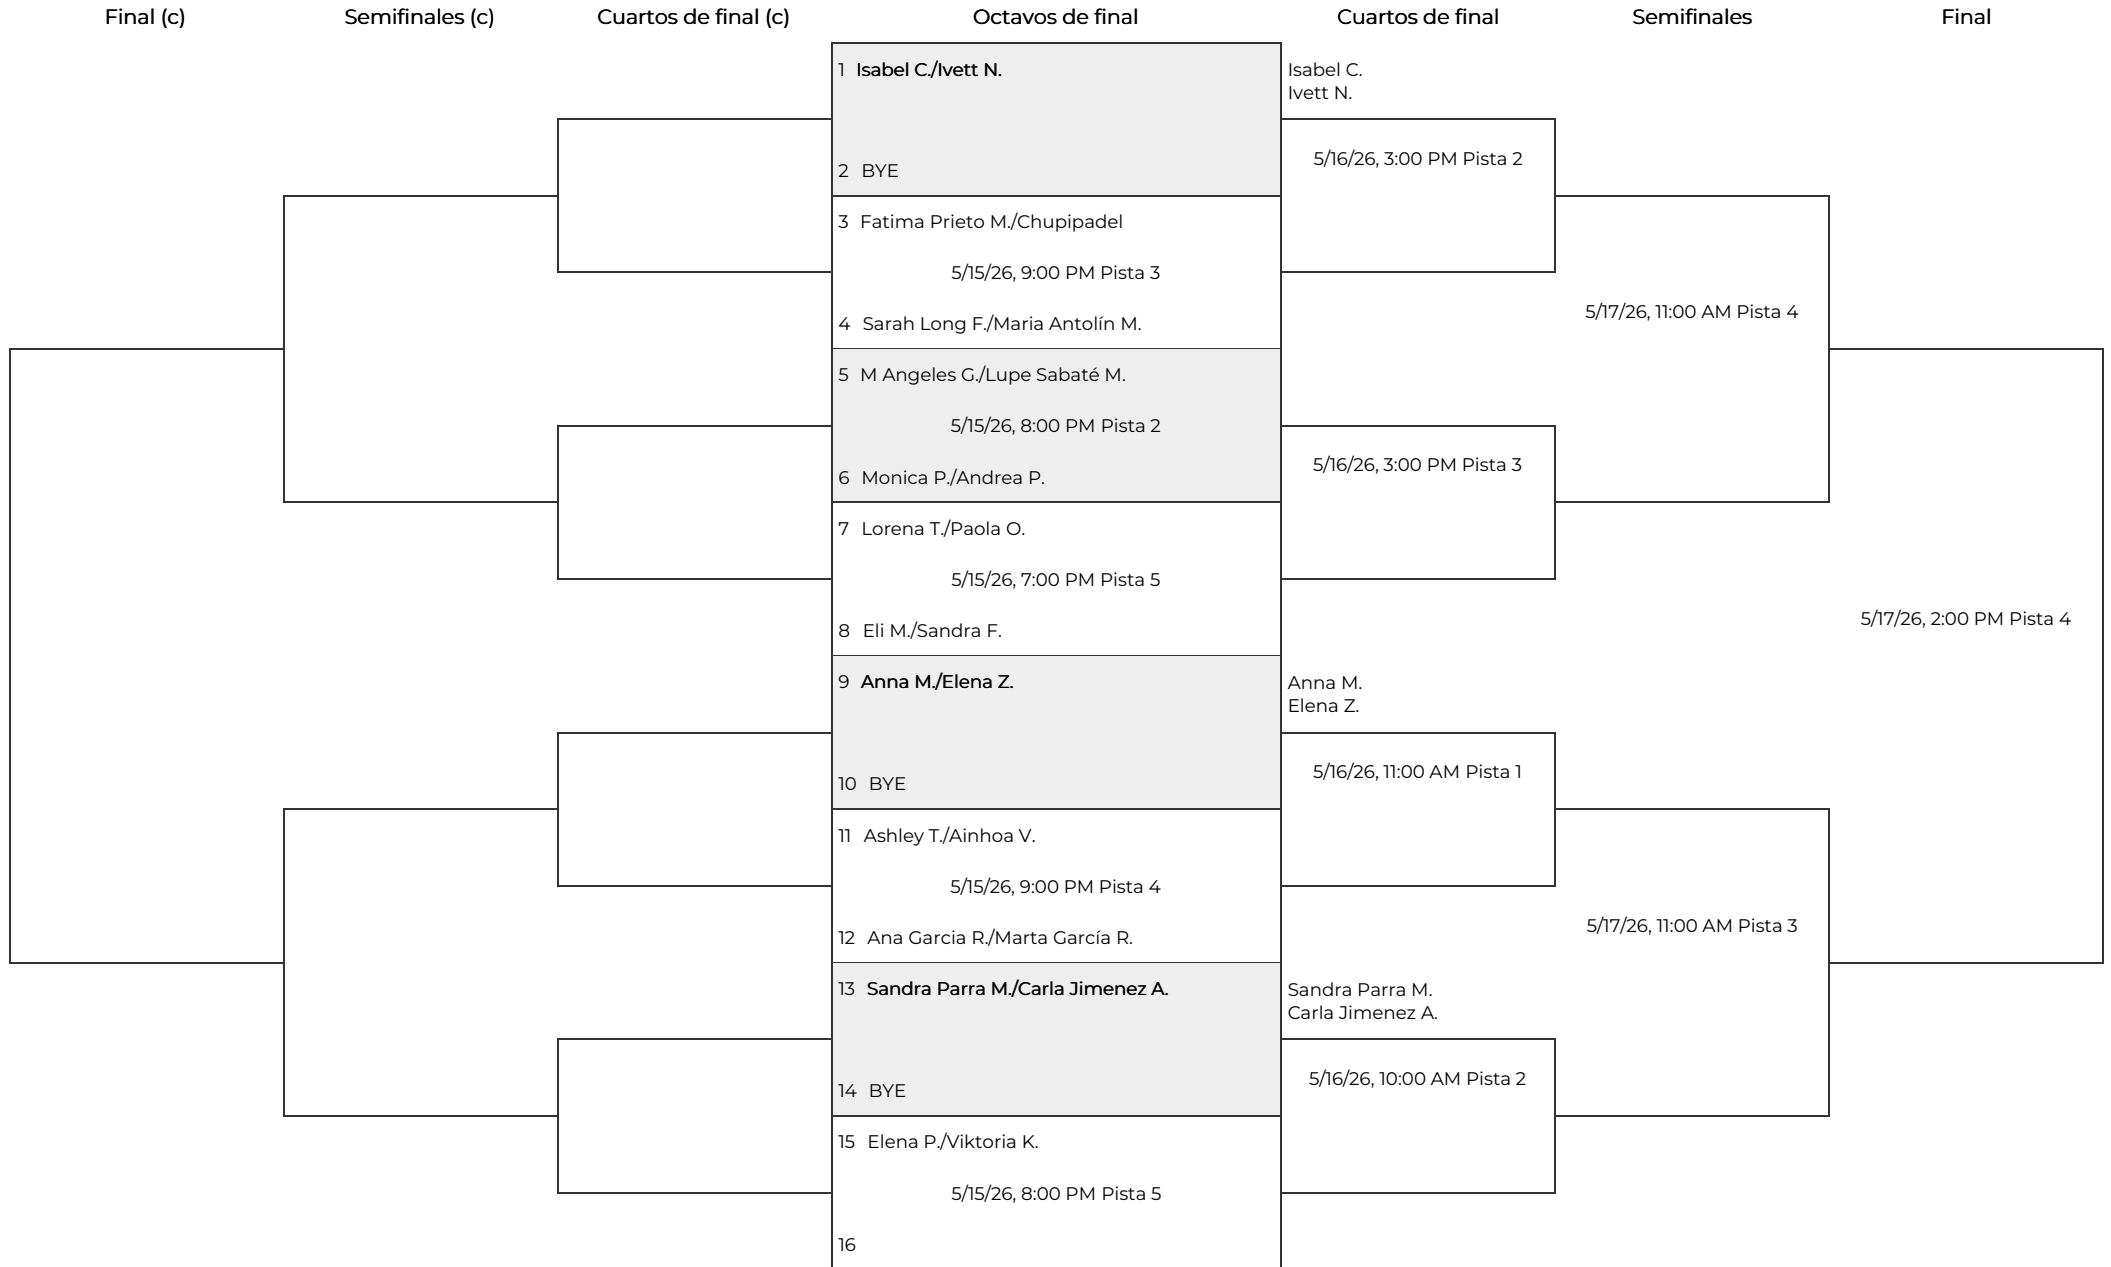 Final (c)
Semifinales (c)
Cuartos de final (c)
Octavos de final
Cuartos de final
Semifinales
Final
1 Isabel C./Ivett N.
2 BYE
3 Fatima Prieto M./Chupipadel
5/15/26, 9:00 PM Pista 3
4 Sarah Long F./Maria Antolín M.
5 M Angeles G./Lupe Sabaté M.
5/15/26, 8:00 PM Pista 2
6 Monica P./Andrea P.
7 Lorena T./Paola O.
5/15/26, 7:00 PM Pista 5
8 Eli M./Sandra F.
9 Anna M./Elena Z.
10 BYE
11 Ashley T./Ainhoa V.
5/15/26, 9:00 PM Pista 4
12 Ana Garcia R./Marta García R.
13 Sandra Parra M./Carla Jimenez A.
14 BYE
15 Elena P./Viktoria K.
5/15/26, 8:00 PM Pista 5
16
Isabel C.
Ivett N.
5/16/26, 3:00 PM Pista 2
5/16/26, 3:00 PM Pista 3
Anna M.
Elena Z.
5/16/26, 11:00 AM Pista 1
Sandra Parra M.
Carla Jimenez A.
5/16/26, 10:00 AM Pista 2
5/17/26, 11:00 AM Pista 4
5/17/26, 11:00 AM Pista 3
5/17/26, 2:00 PM Pista 4